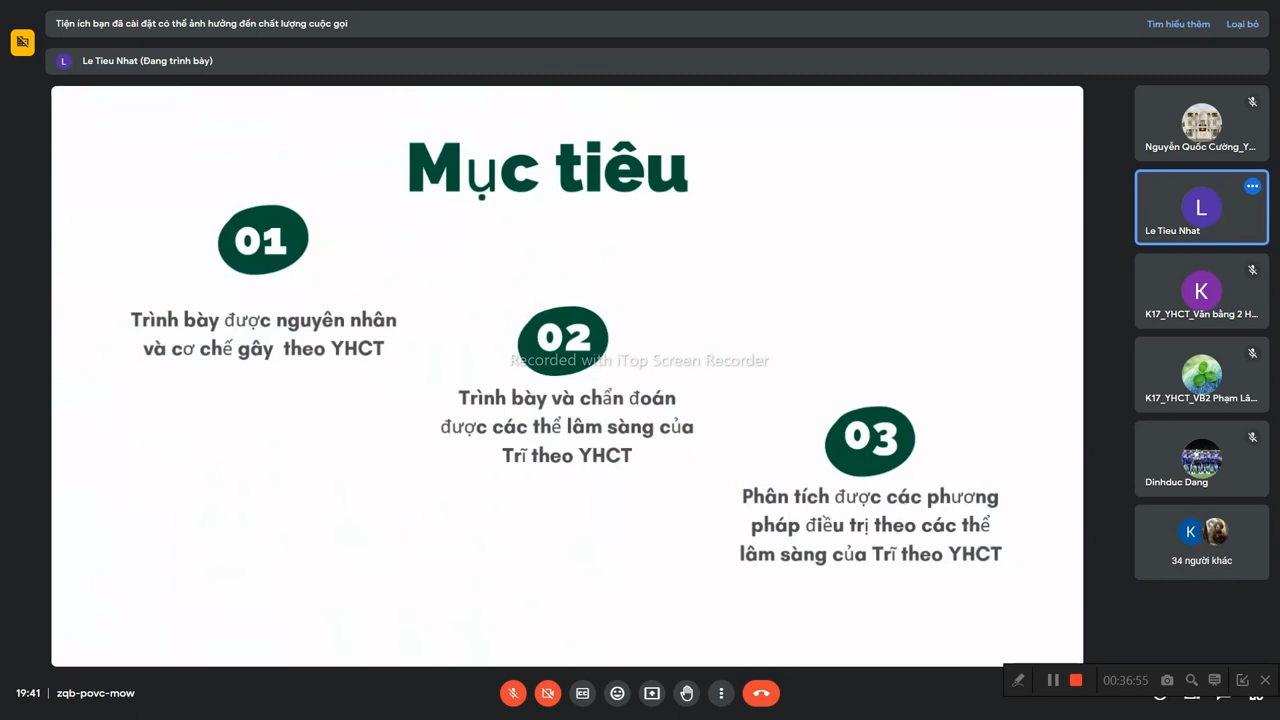 Tiện ích bạn đã cài đặt có thể ảnh hưởng đến chất lượng cuộc gọi
Tìm hiểu thêm
Loại bỏ
L
Le Tieu Nhat (Đang trình bày)
Mục tiêu
01
Trình bày được nguyên nhân
và cơ chế gây theo YHCT
02
Recorded with iTop Screen Recorder
Trình bày và chẩn đoán
được các thể lâm sàng của
Trĩ theo YHCT
03
Phân tích được các phương
pháp điều trị theo các thể
lâm sàng của Trĩ theo YHCT
Nguyễn Quốc Cường_Y...
L
Le Tieu Nhat
K
K17_YHCT_Văn bằng 2 H...
K17_YHCT_VB2 Phạm Lâ...
Dinhduc Dang
K
34 người khác
19:41
zqb-povc-mow
00:36:55